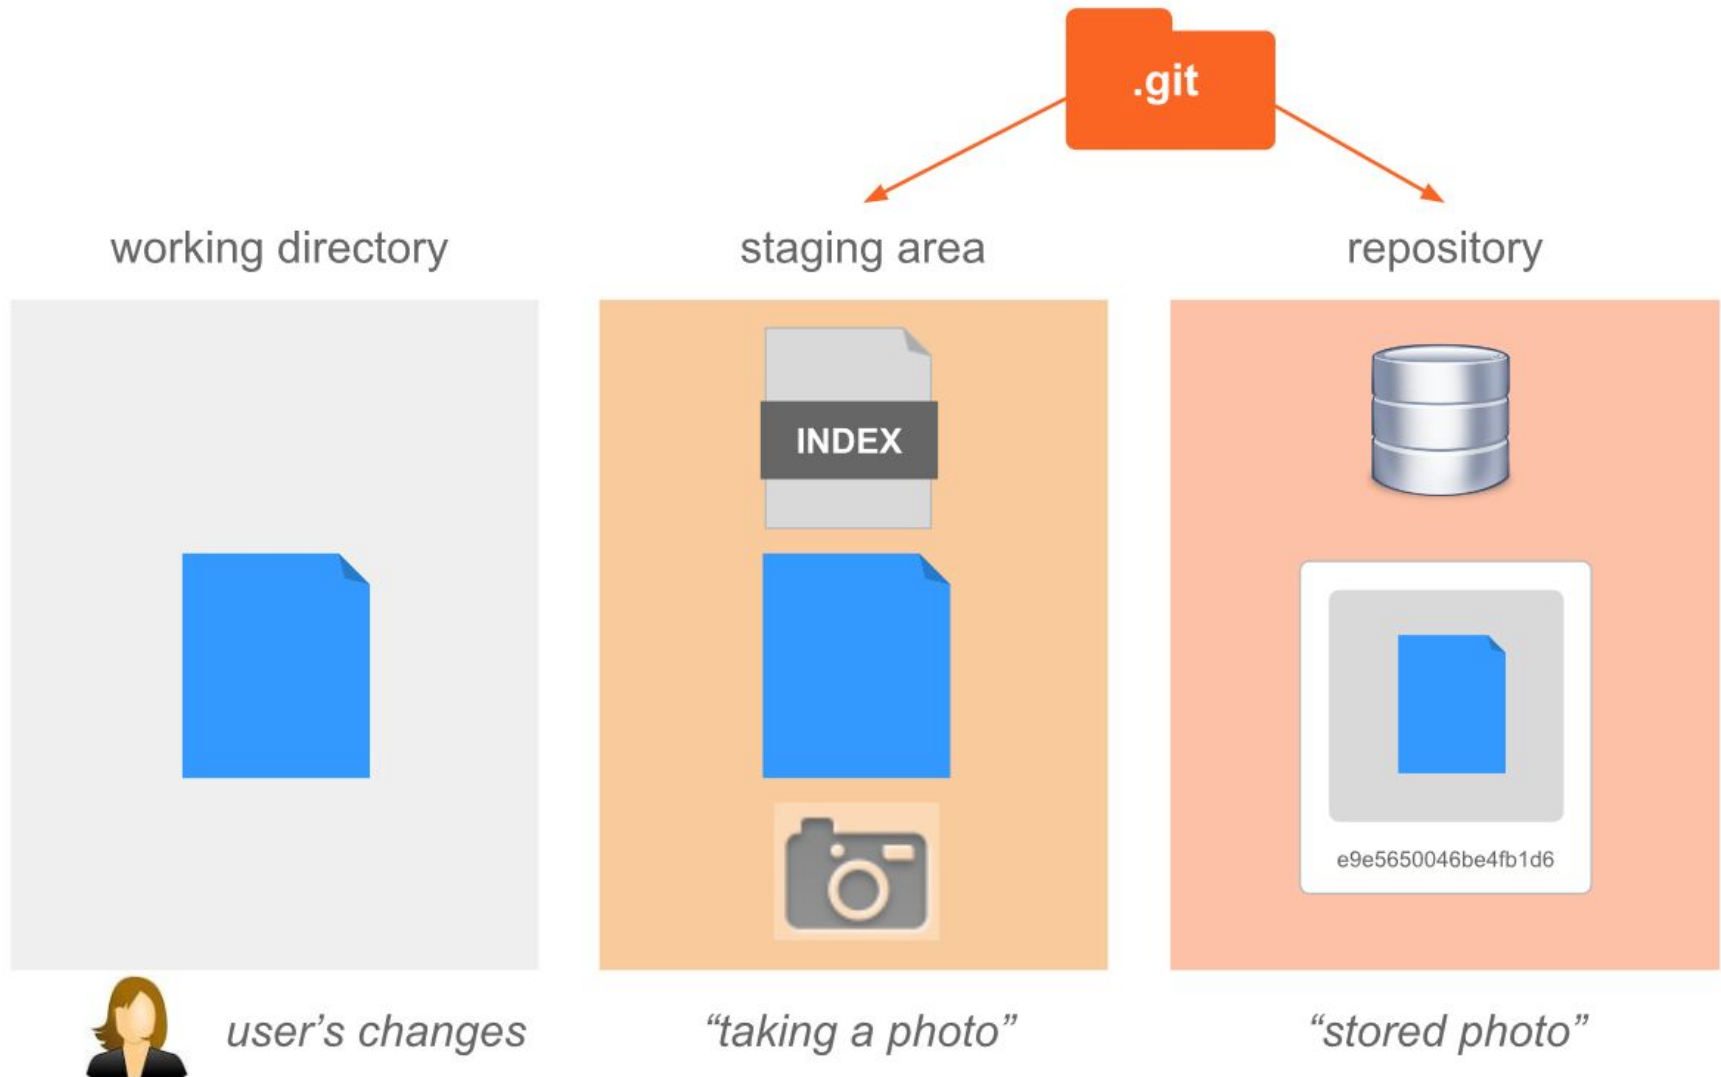 .git
working directory
staging area
repository
INDEX
e9e5650046be4fb1d6
user’s changes
“taking a photo”
“stored photo”